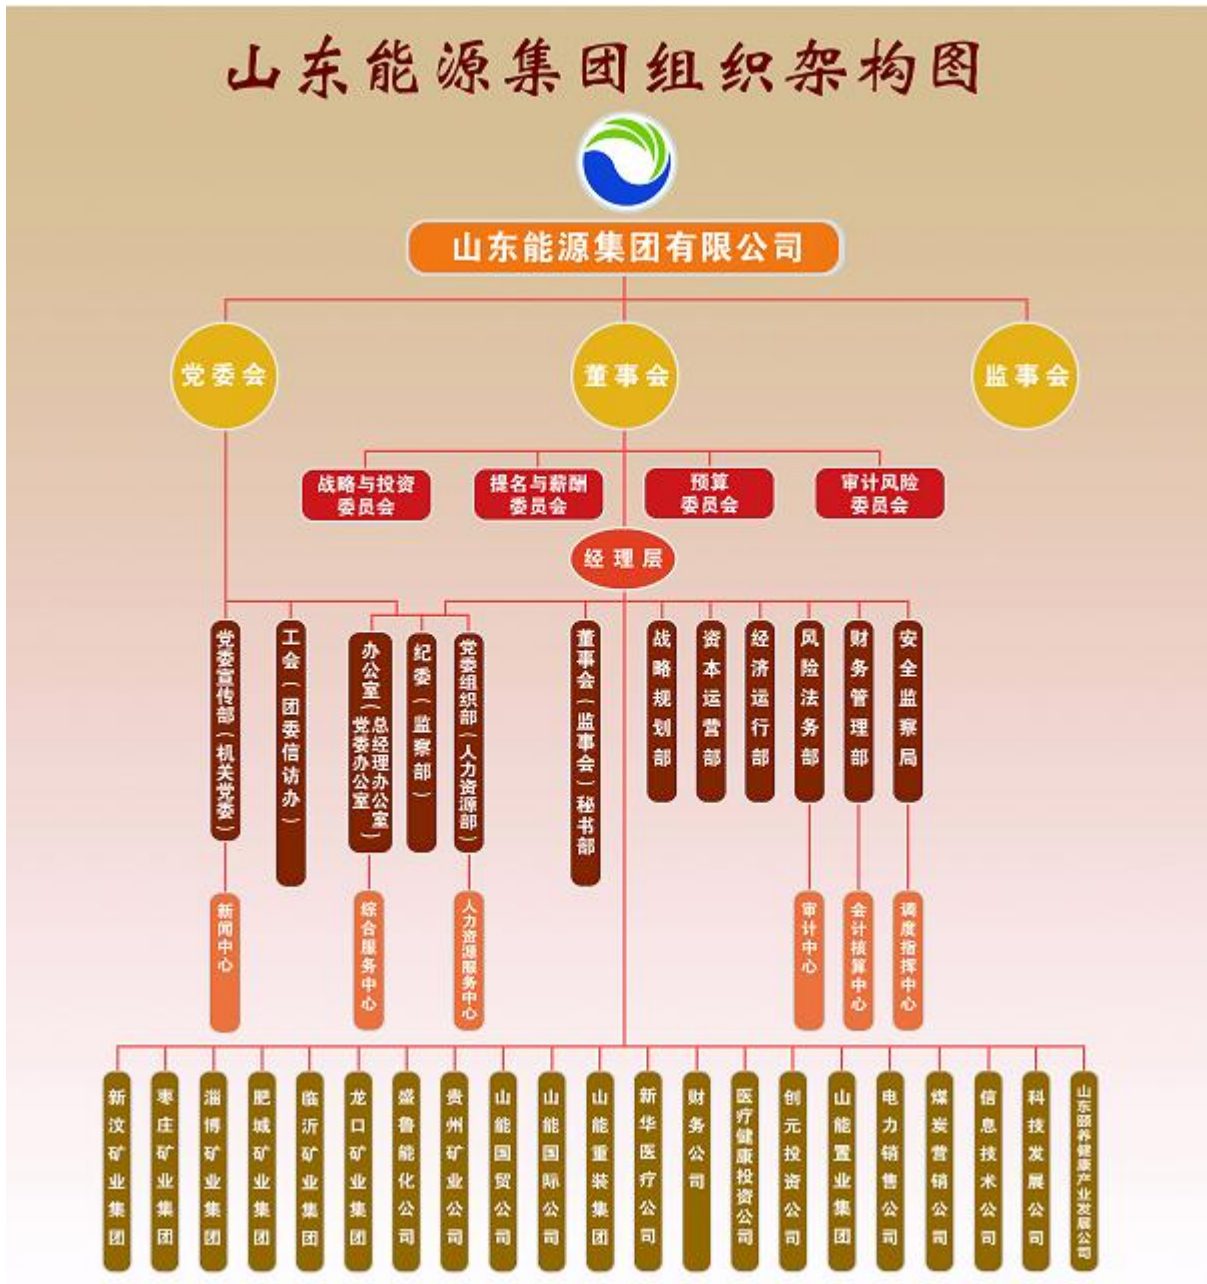 山东能源集团组织架构图
山东能源集团有限公司
党委会
董事会
监事会
战略与投资
委员会
提名与薪酬
委员会
预算
委员会
审计风险
委员会
经理层
党委宣传部（机关党委）
工会（团委信访办）
办公室（总经理办公室
党委办公室）
纪委（监察部）
党委组织部（人力资源部）
董事会（监事会）秘书部
战略规划部
资本运营部
经济运行部
风险法务部
财务管理部
安全监察局
新闻中心
综合服务中心
人力资源服务中心
审计中心
会计核算中心
调度指挥中心
新汶矿业集团
枣庄矿业集团
淄博矿业集团
肥城矿业集团
临沂矿业集团
龙口矿业集团
盛鲁能化公司
贵州矿业公司
山能国贸公司
山能国际公司
山能重装集团
新华医疗公司
财务公司
医疗健康投资公司
创元投资公司
山能置业集团
电力销售公司
煤炭营销公司
信息技术公司
科技发展公司
山东颐养健康产业发展公司